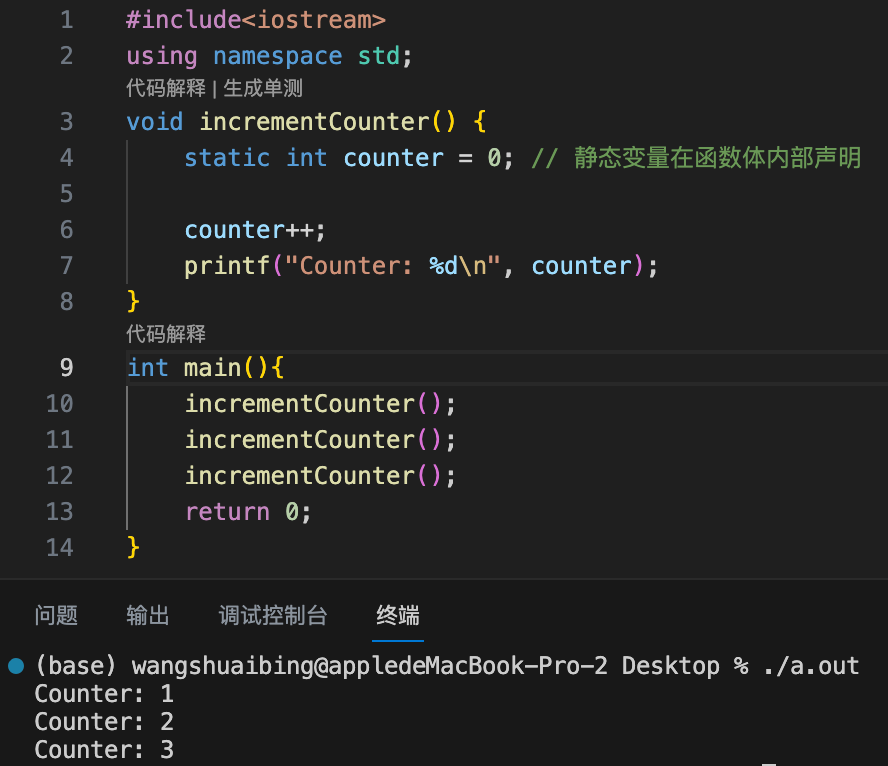 1 #include<iostream>
2 using namespace std;
代码解释 | 生成单测
3 void incrementCounter() {
4     static int counter = 0; // 静态变量在函数体内部声明
5
6     counter++;
7     printf("Counter: %d\n", counter);
8 }
代码解释
9 int main(){
10     incrementCounter();
11     incrementCounter();
12     incrementCounter();
13     return 0;
14 }
问题 输出 调试控制台 终端
(base) wangshuaibing@appledeMacBook-Pro-2 Desktop % ./a.out
Counter: 1
Counter: 2
Counter: 3